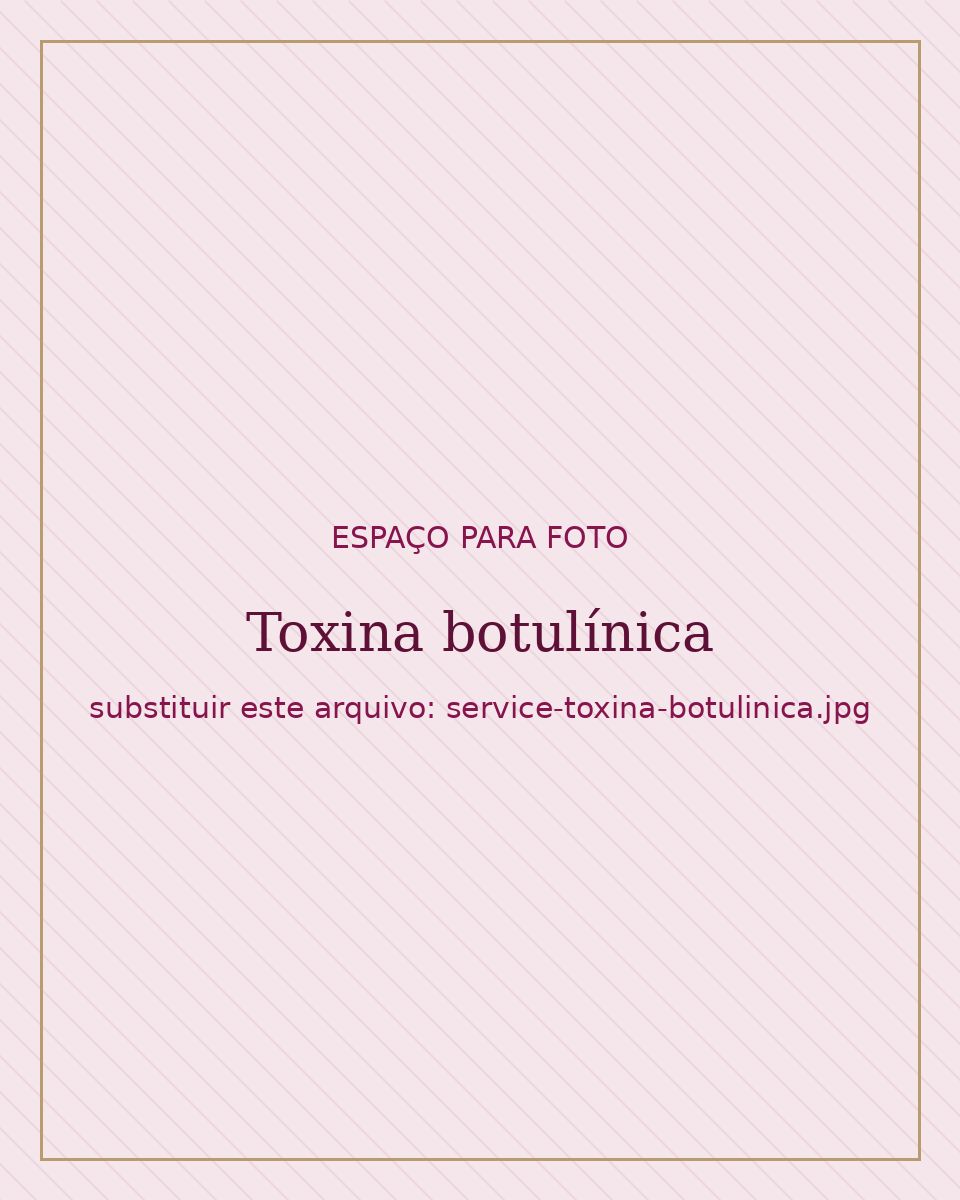 ESPAÇO PARA FOTO
Toxina botulínica
substituir este arquivo: service-toxina-botulinica.jpg